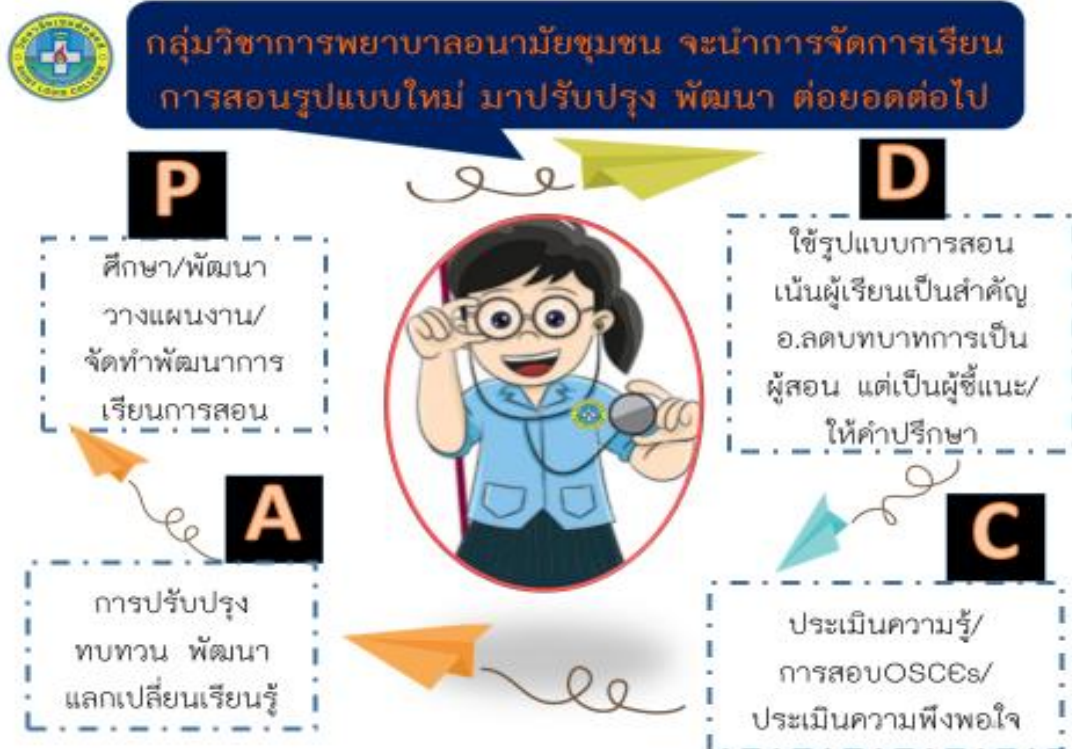 กลุ่มวิชาการพยาบาลอนามัยชุมชน จะนำการจัดการเรียน
การสอนรูปแบบใหม่ มาปรับปรุง พัฒนา ต่อยอดต่อไป
P
ศึกษา/พัฒนา
วางแผนงาน/
จัดทำพัฒนาการ
เรียนการสอน
D
ใช้รูปแบบการสอน
เน้นผู้เรียนเป็นสำคัญ
อ.ลดบทบาทการเป็น
ผู้สอน แต่เป็นผู้ชี้แนะ/
ให้คำปรึกษา
C
ประเมินความรู้/
การสอบOSCEs/
ประเมินความพึงพอใจ
A
การปรับปรุง
ทบทวน พัฒนา
แลกเปลี่ยนเรียนรู้